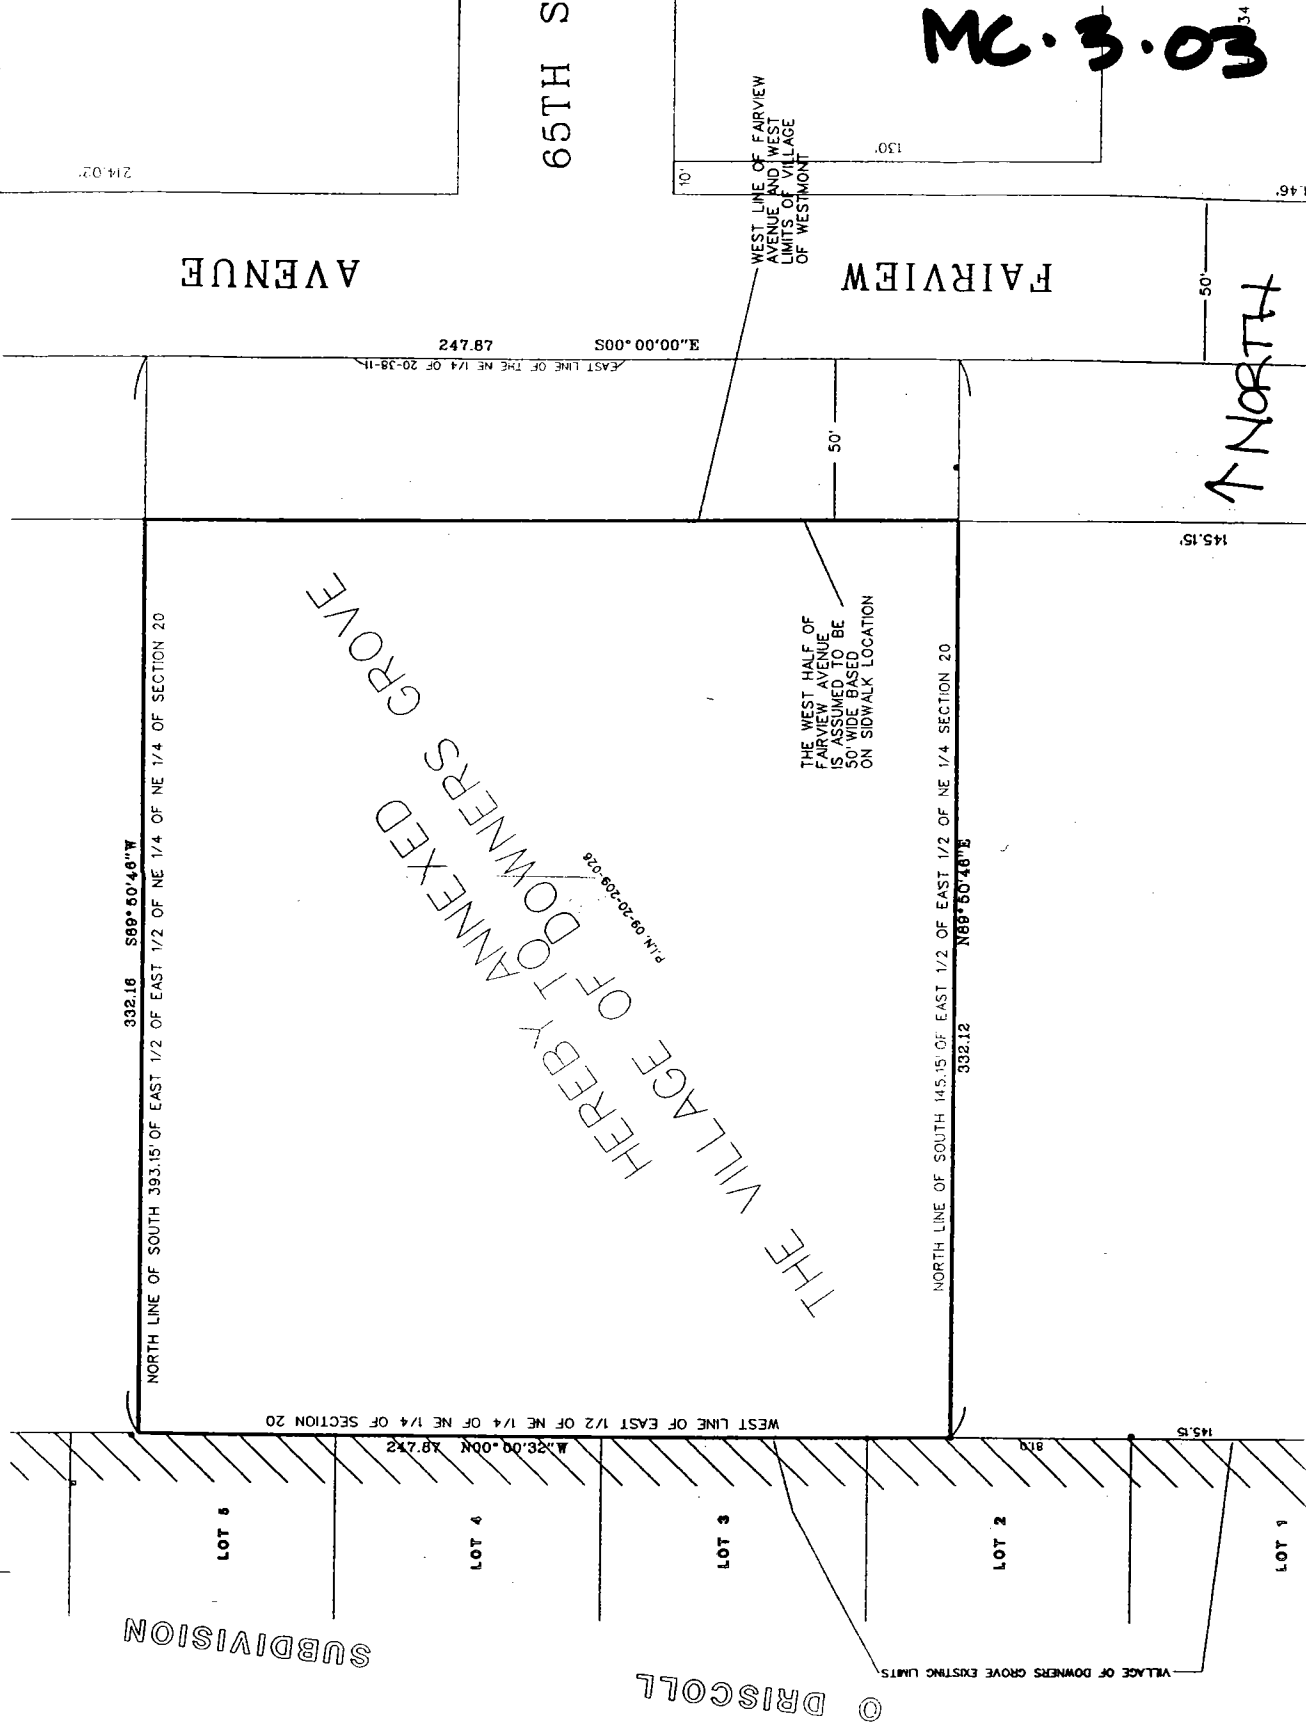 MC.3.03
34
65TH S
214.02'
10'
130'
.46'
WEST LINE OF FAIRVIEW
AVENUE AND WEST
LIMITS OF VILLAGE
OF WESTMONT
AVENUE
FAIRVIEW
50'
↑ NORTH
247.87 S00°00'00"E
EAST LINE OF THE NE 1/4 OF 20-38-11
50'
145.15'
THE WEST HALF OF
FAIRVIEW AVENUE
IS ASSUMED TO BE
50' WIDE BASED
ON SIDWALK LOCATION
332.16 S89°50'46"W
NORTH LINE OF SOUTH 393.15' OF EAST 1/2 OF EAST 1/2 OF NE 1/4 OF NE 1/4 OF SECTION 20
HEREBY ANNEXED
TO
THE VILLAGE OF DOWNERS GROVE
P.I.N. 09-20-209-026
NORTH LINE OF SOUTH 145.15' OF EAST 1/2 OF EAST 1/2 OF NE 1/4 SECTION 20
332.12 N89°50'46"E
WEST LINE OF EAST 1/2 OF NE 1/4 OF NE 1/4 OF SECTION 20
247.87 N00°00'32"W
81.0
145.15
LOT 5
LOT 4
LOT 3
LOT 2
LOT 1
SUBDIVISION
O DRISCOLL
VILLAGE OF DOWNERS GROVE EXISTING LIMITS